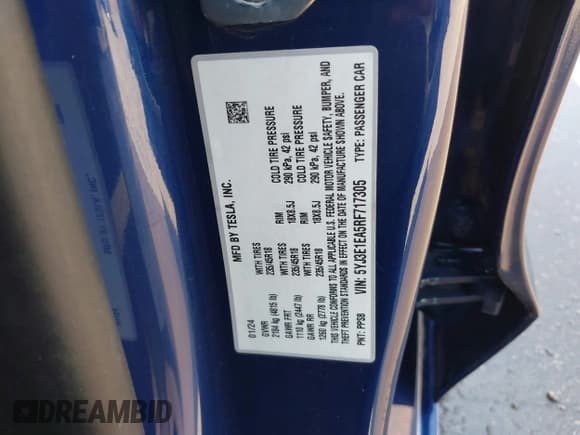 MFD BY TESLA, INC.
01/24
GVWR
2184 kg (4815 lb)
GAWR FRT WITH TIRES RIM COLD TIRE PRESSURE
1110 kg (2447 lb) 235/45R18 18X8.5J 290 kPa, 42 psi
GAWR RR WITH TIRES RIM COLD TIRE PRESSURE
1260 kg (2778 lb) 235/45R18 18X8.5J 290 kPa, 42 psi
THIS VEHICLE CONFORMS TO ALL APPLICABLE U.S. FEDERAL MOTOR VEHICLE SAFETY, BUMPER, AND
THEFT PREVENTION STANDARDS IN EFFECT ON THE DATE OF MANUFACTURE SHOWN ABOVE.
PNT: PPSB VIN: 5YJ3E1EA5RF717305 TYPE: PASSENGER CAR
DREAMBID